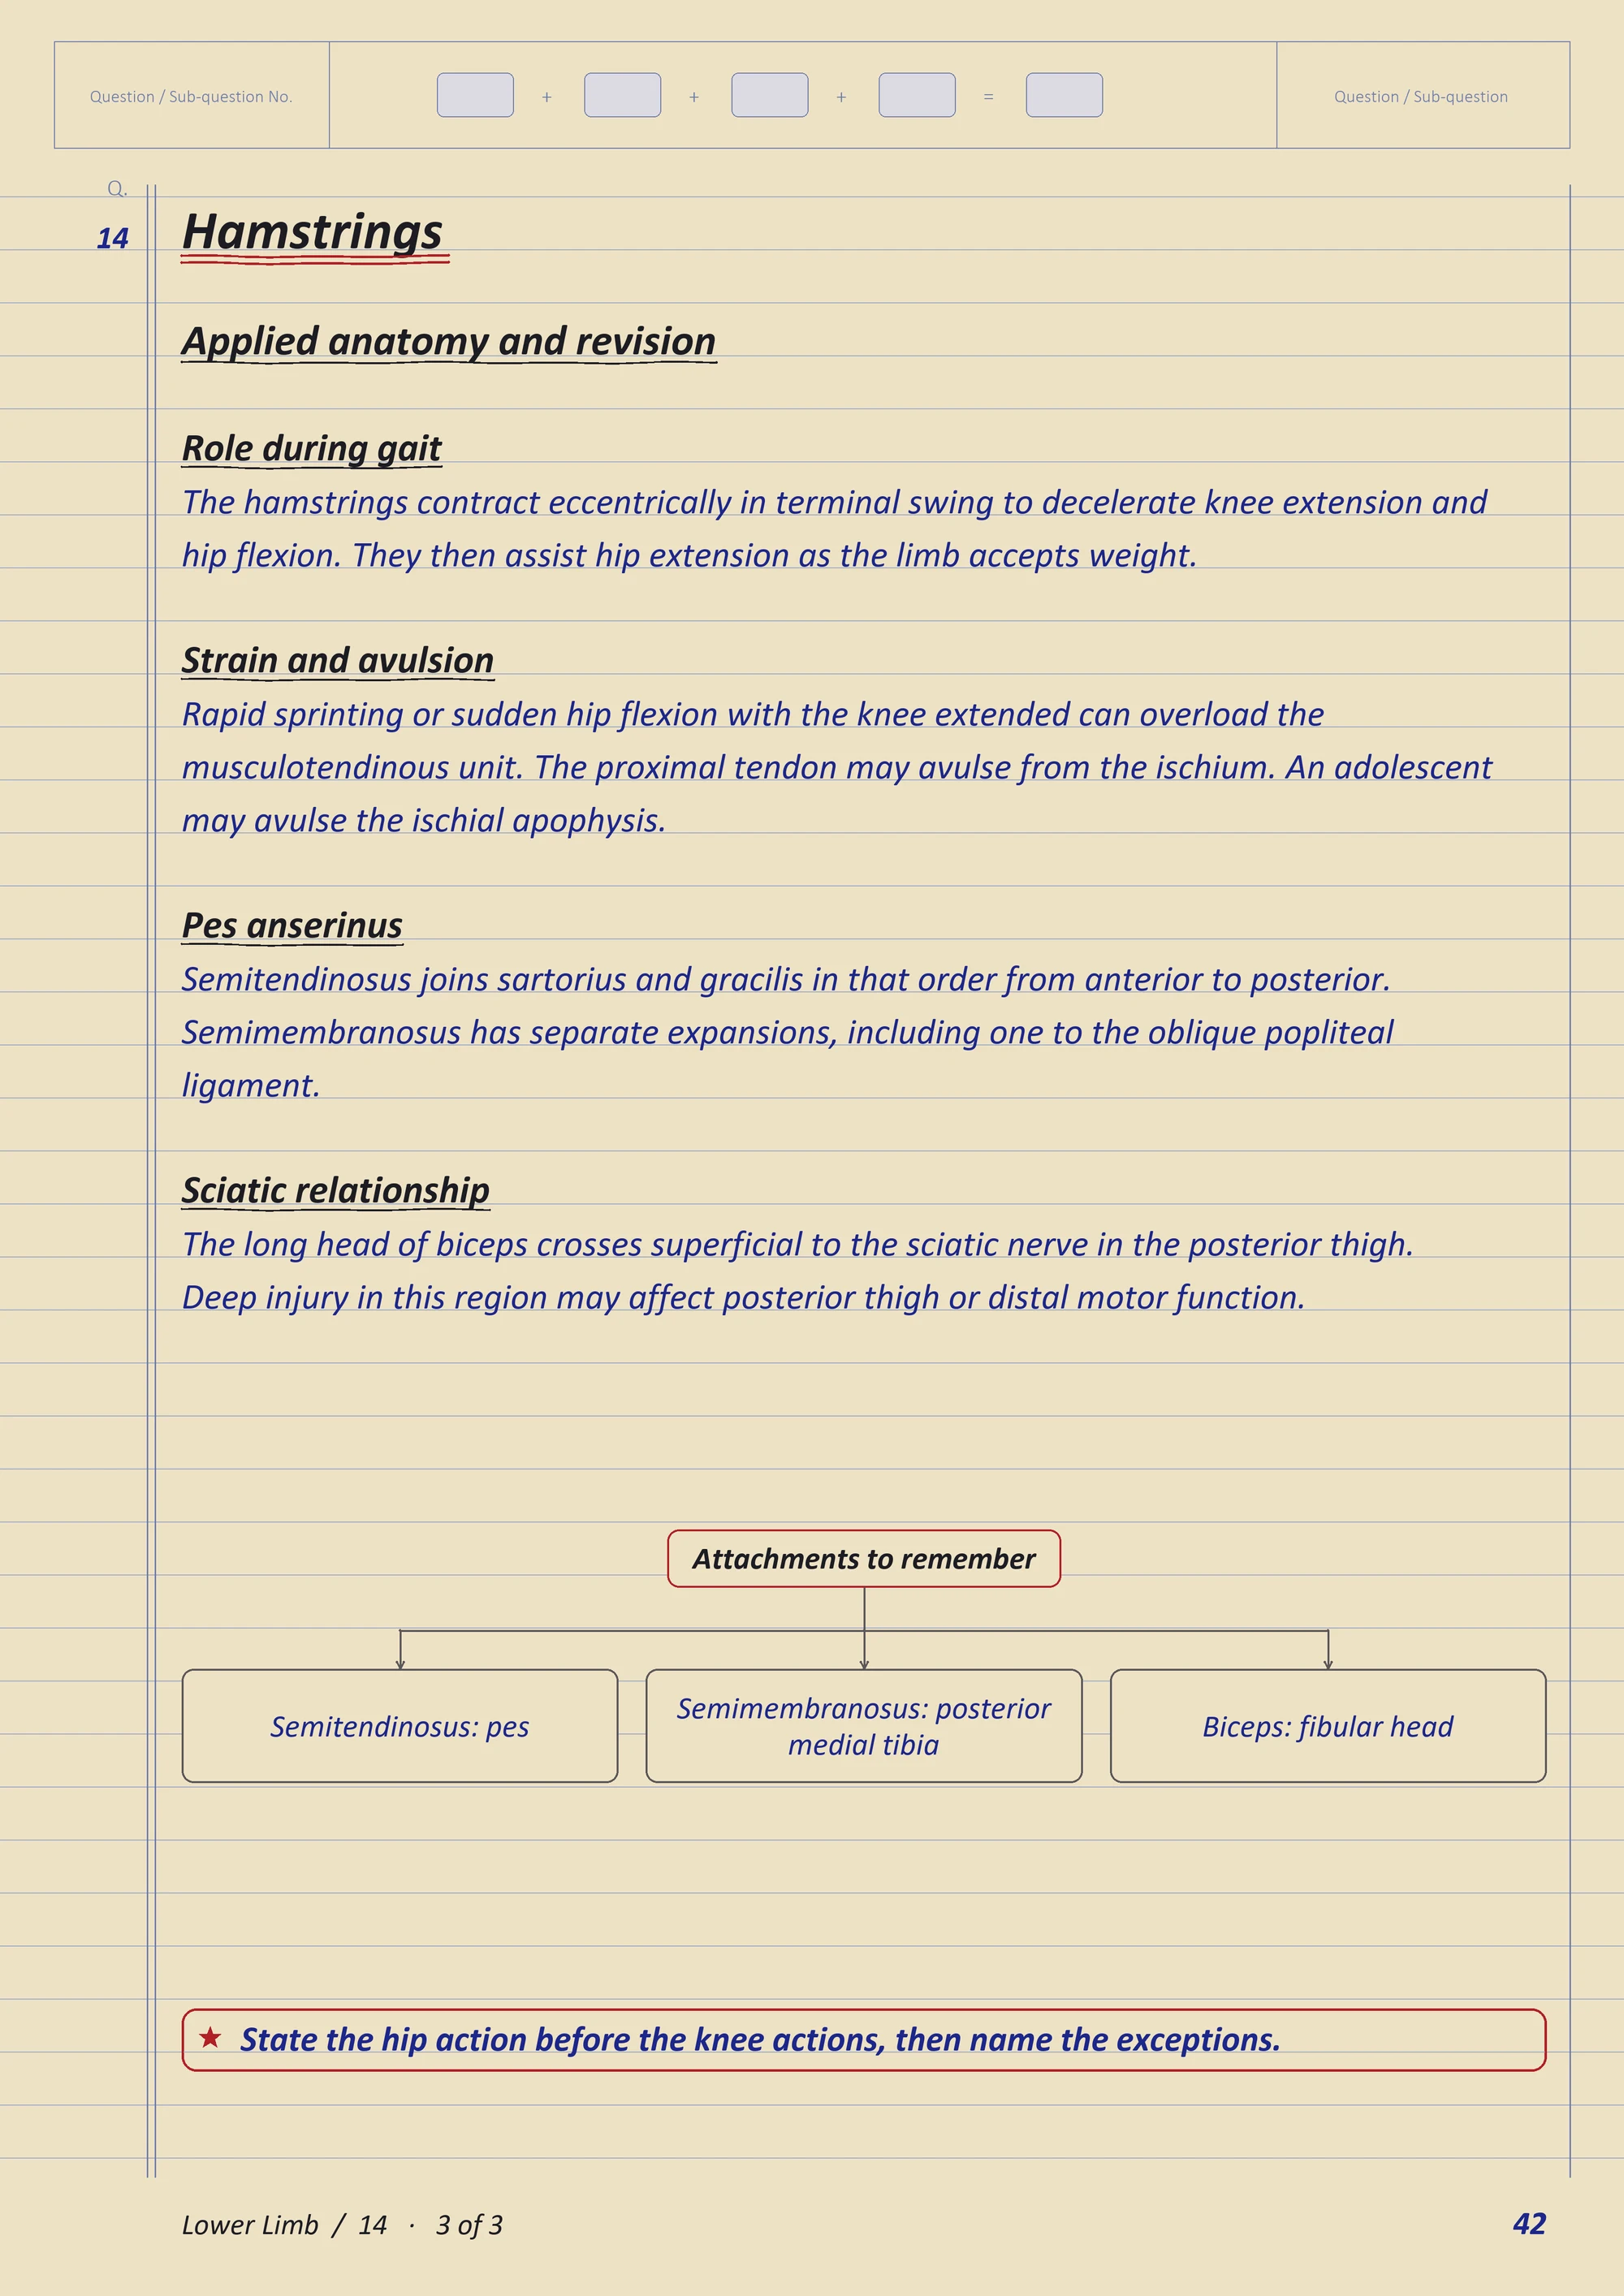 Question / Sub-question No.
+ + + =
Question / Sub-question
Q.
14
Hamstrings
Applied anatomy and revision
Role during gait
The hamstrings contract eccentrically in terminal swing to decelerate knee extension and
hip flexion. They then assist hip extension as the limb accepts weight.
Strain and avulsion
Rapid sprinting or sudden hip flexion with the knee extended can overload the
musculotendinous unit. The proximal tendon may avulse from the ischium. An adolescent
may avulse the ischial apophysis.
Pes anserinus
Semitendinosus joins sartorius and gracilis in that order from anterior to posterior.
Semimembranosus has separate expansions, including one to the oblique popliteal
ligament.
Sciatic relationship
The long head of biceps crosses superficial to the sciatic nerve in the posterior thigh.
Deep injury in this region may affect posterior thigh or distal motor function.
Attachments to remember
Semitendinosus: pes
Semimembranosus: posterior
medial tibia
Biceps: fibular head
★ State the hip action before the knee actions, then name the exceptions.
Lower Limb / 14 · 3 of 3
42